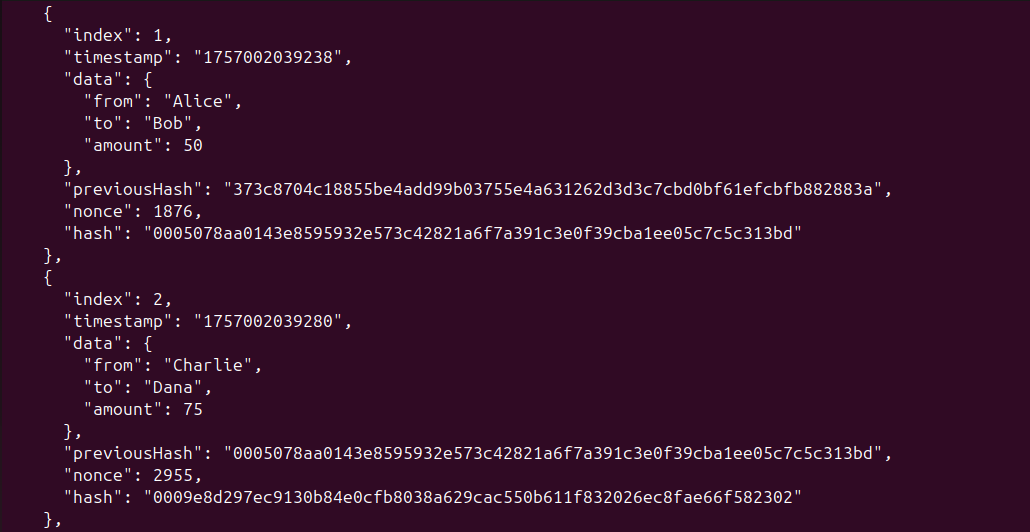 {
"index": 1,
"timestamp": "1757002039238",
"data": {
"from": "Alice",
"to": "Bob",
"amount": 50
},
"previousHash": "373c8704c18855be4add99b03755e4a631262d3d3c7cbd0bf61efcbfb882883a",
"nonce": 1876,
"hash": "0005078aa0143e8595932e573c42821a6f7a391c3e0f39cba1ee05c7c5c313bd"
},
{
"index": 2,
"timestamp": "1757002039280",
"data": {
"from": "Charlie",
"to": "Dana",
"amount": 75
},
"previousHash": "0005078aa0143e8595932e573c42821a6f7a391c3e0f39cba1ee05c7c5c313bd",
"nonce": 2955,
"hash": "0009e8d297ec9130b84e0cfb8038a629cac550b611f832026ec8fae66f582302"
},